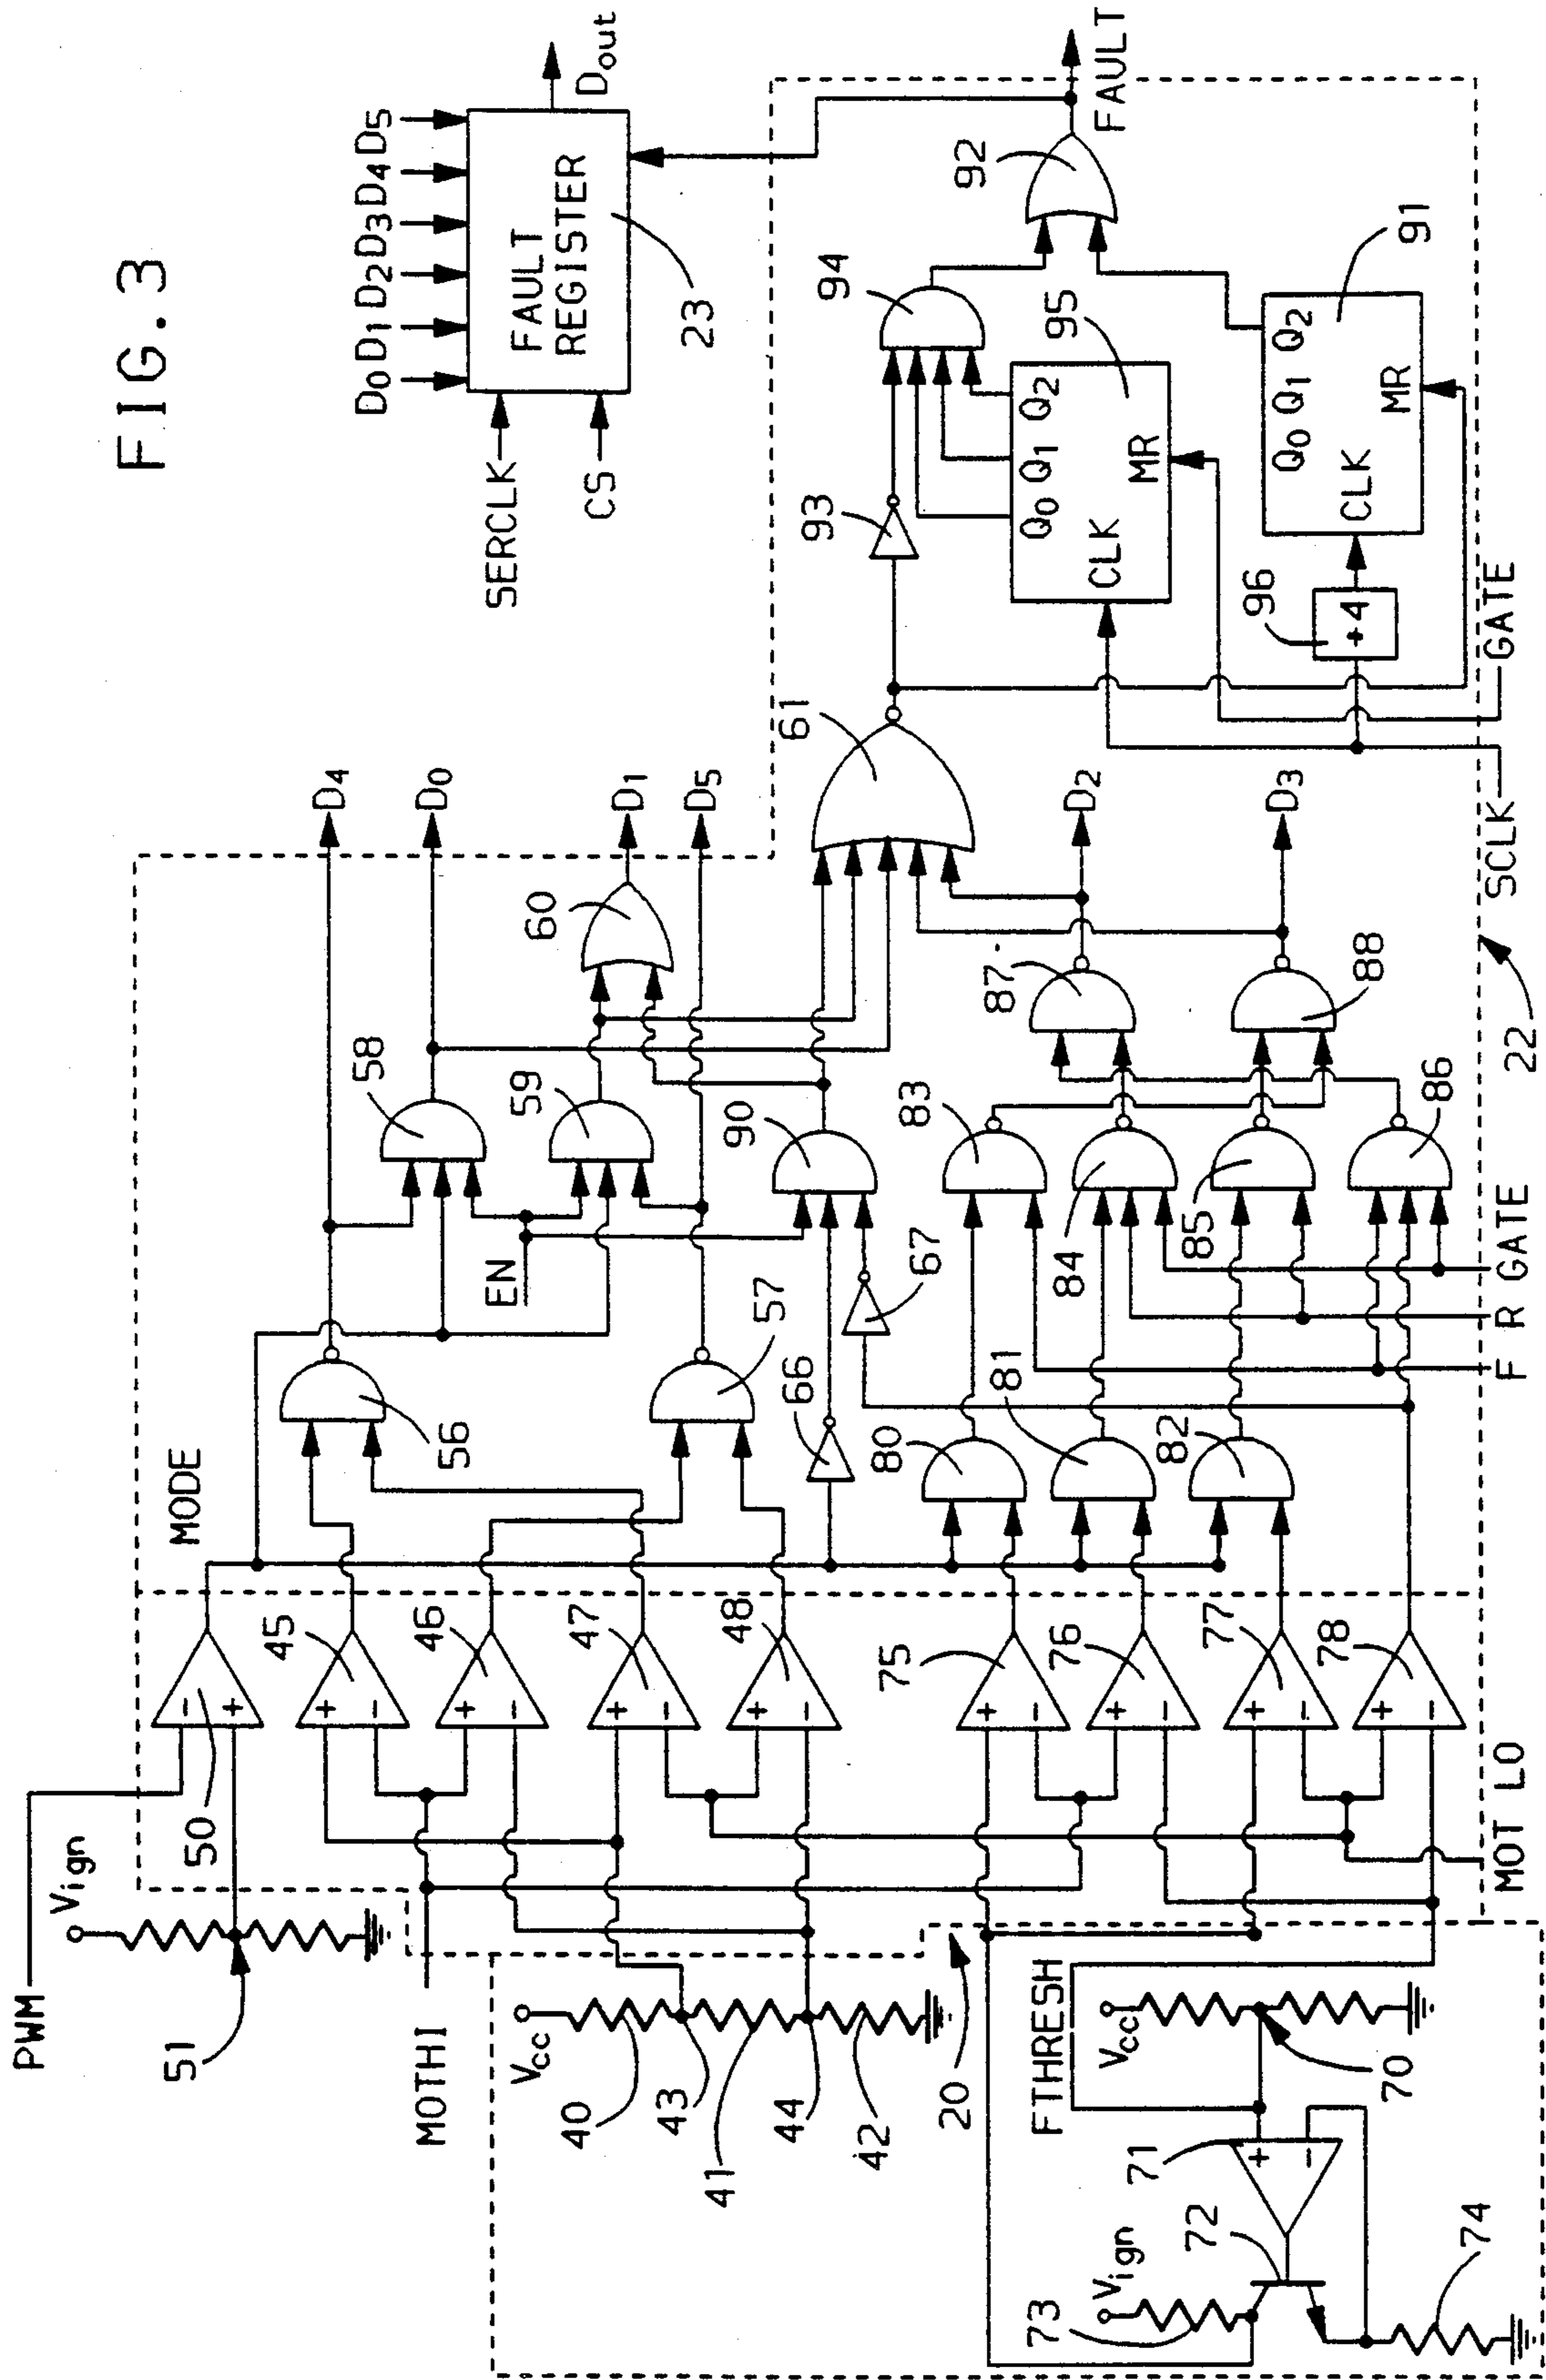 FIG. 3
D0 D1 D2 D3 D4 D5
SERCLK
CS
FAULT
REGISTER
23
Dout
PWM
Vign
51
50
MODE
D4
D0
D1
D5
45
46
47
48
56
57
58
59
60
EN
MOTHI
Vcc
40
43
41
44
42
66
67
90
61
20
75
76
77
78
80
81
82
83
84
85
86
87
88
D2
D3
93
94
92
FAULT
Q0 Q1 Q2
CLK
MR
95
Q0 Q1 Q2
CLK
MR
91
96
÷4
FTHRESH
Vcc
70
71
72
Vign
73
74
MOT LO
F R GATE
22
SCLK
GATE
+
−
+
−
+
−
+
−
+
−
+
−
+
−
+
−
+
−
+
−